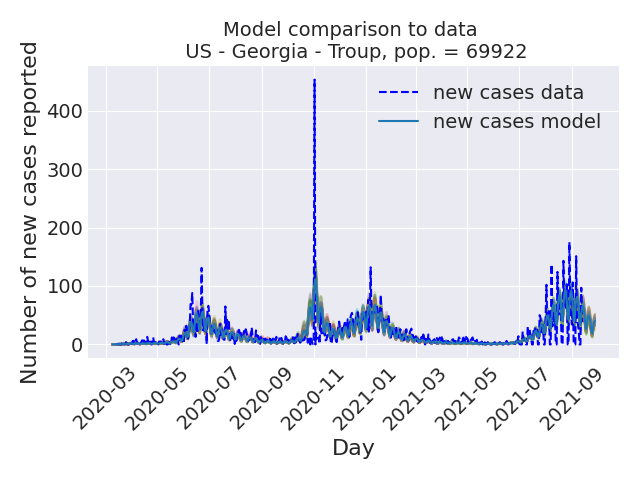 Model comparison to data
US - Georgia - Troup, pop. = 69922
Number of new cases reported
400
300
200
100
0
new cases data
new cases model
2020-03
2020-05
2020-07
2020-09
2020-11
2021-01
2021-03
2021-05
2021-07
2021-09
Day